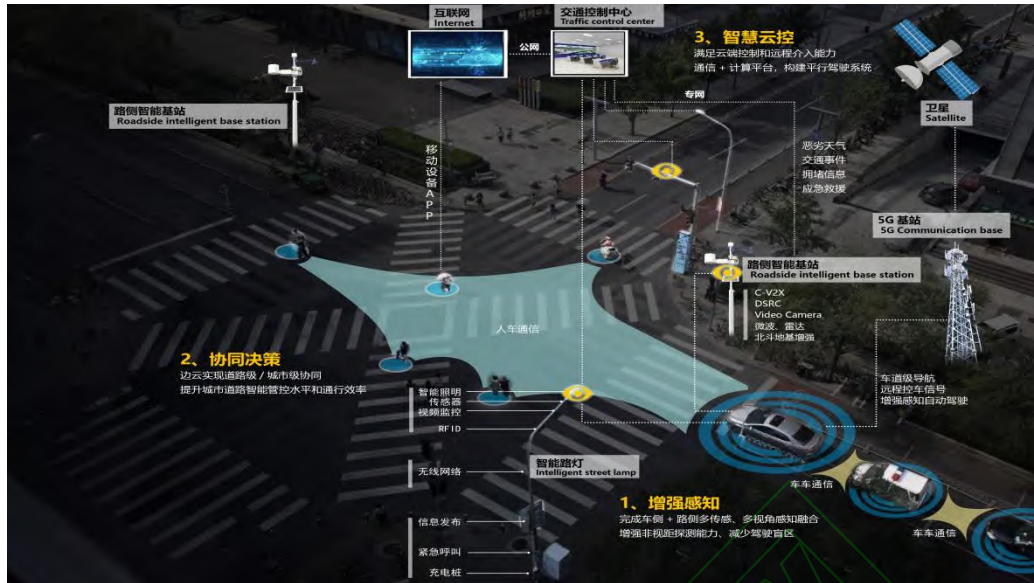 互联网
Internet
公网
交通控制中心
Traffic control center
3、智慧云控
满足云端控制和远程介入能力
通信 + 计算平台，构建平行驾驶系统
专网
卫星
Satellite
路侧智能基站
Roadside intelligent base station
移动设备APP
恶劣天气
交通事件
拥堵信息
应急救援
5G 基站
5G Communication base
路侧智能基站
Roadside intelligent base station
C-V2X
DSRC
Video Camera
微波、雷达
北斗地基增强
人车通信
2、协同决策
边云实现道路级 / 城市级协同
提升城市道路智能管控水平和通行效率
车道级导航
远程控车信号
增强感知自动驾驶
智能照明
传感器
视频监控
RFID
无线网络
信息发布
紧急呼叫
充电桩
智能路灯
Intelligent street lamp
1、增强感知
完成车侧 + 路侧多传感、多视角感知融合
增强非视距探测能力、减少驾驶盲区
车车通信
车车通信